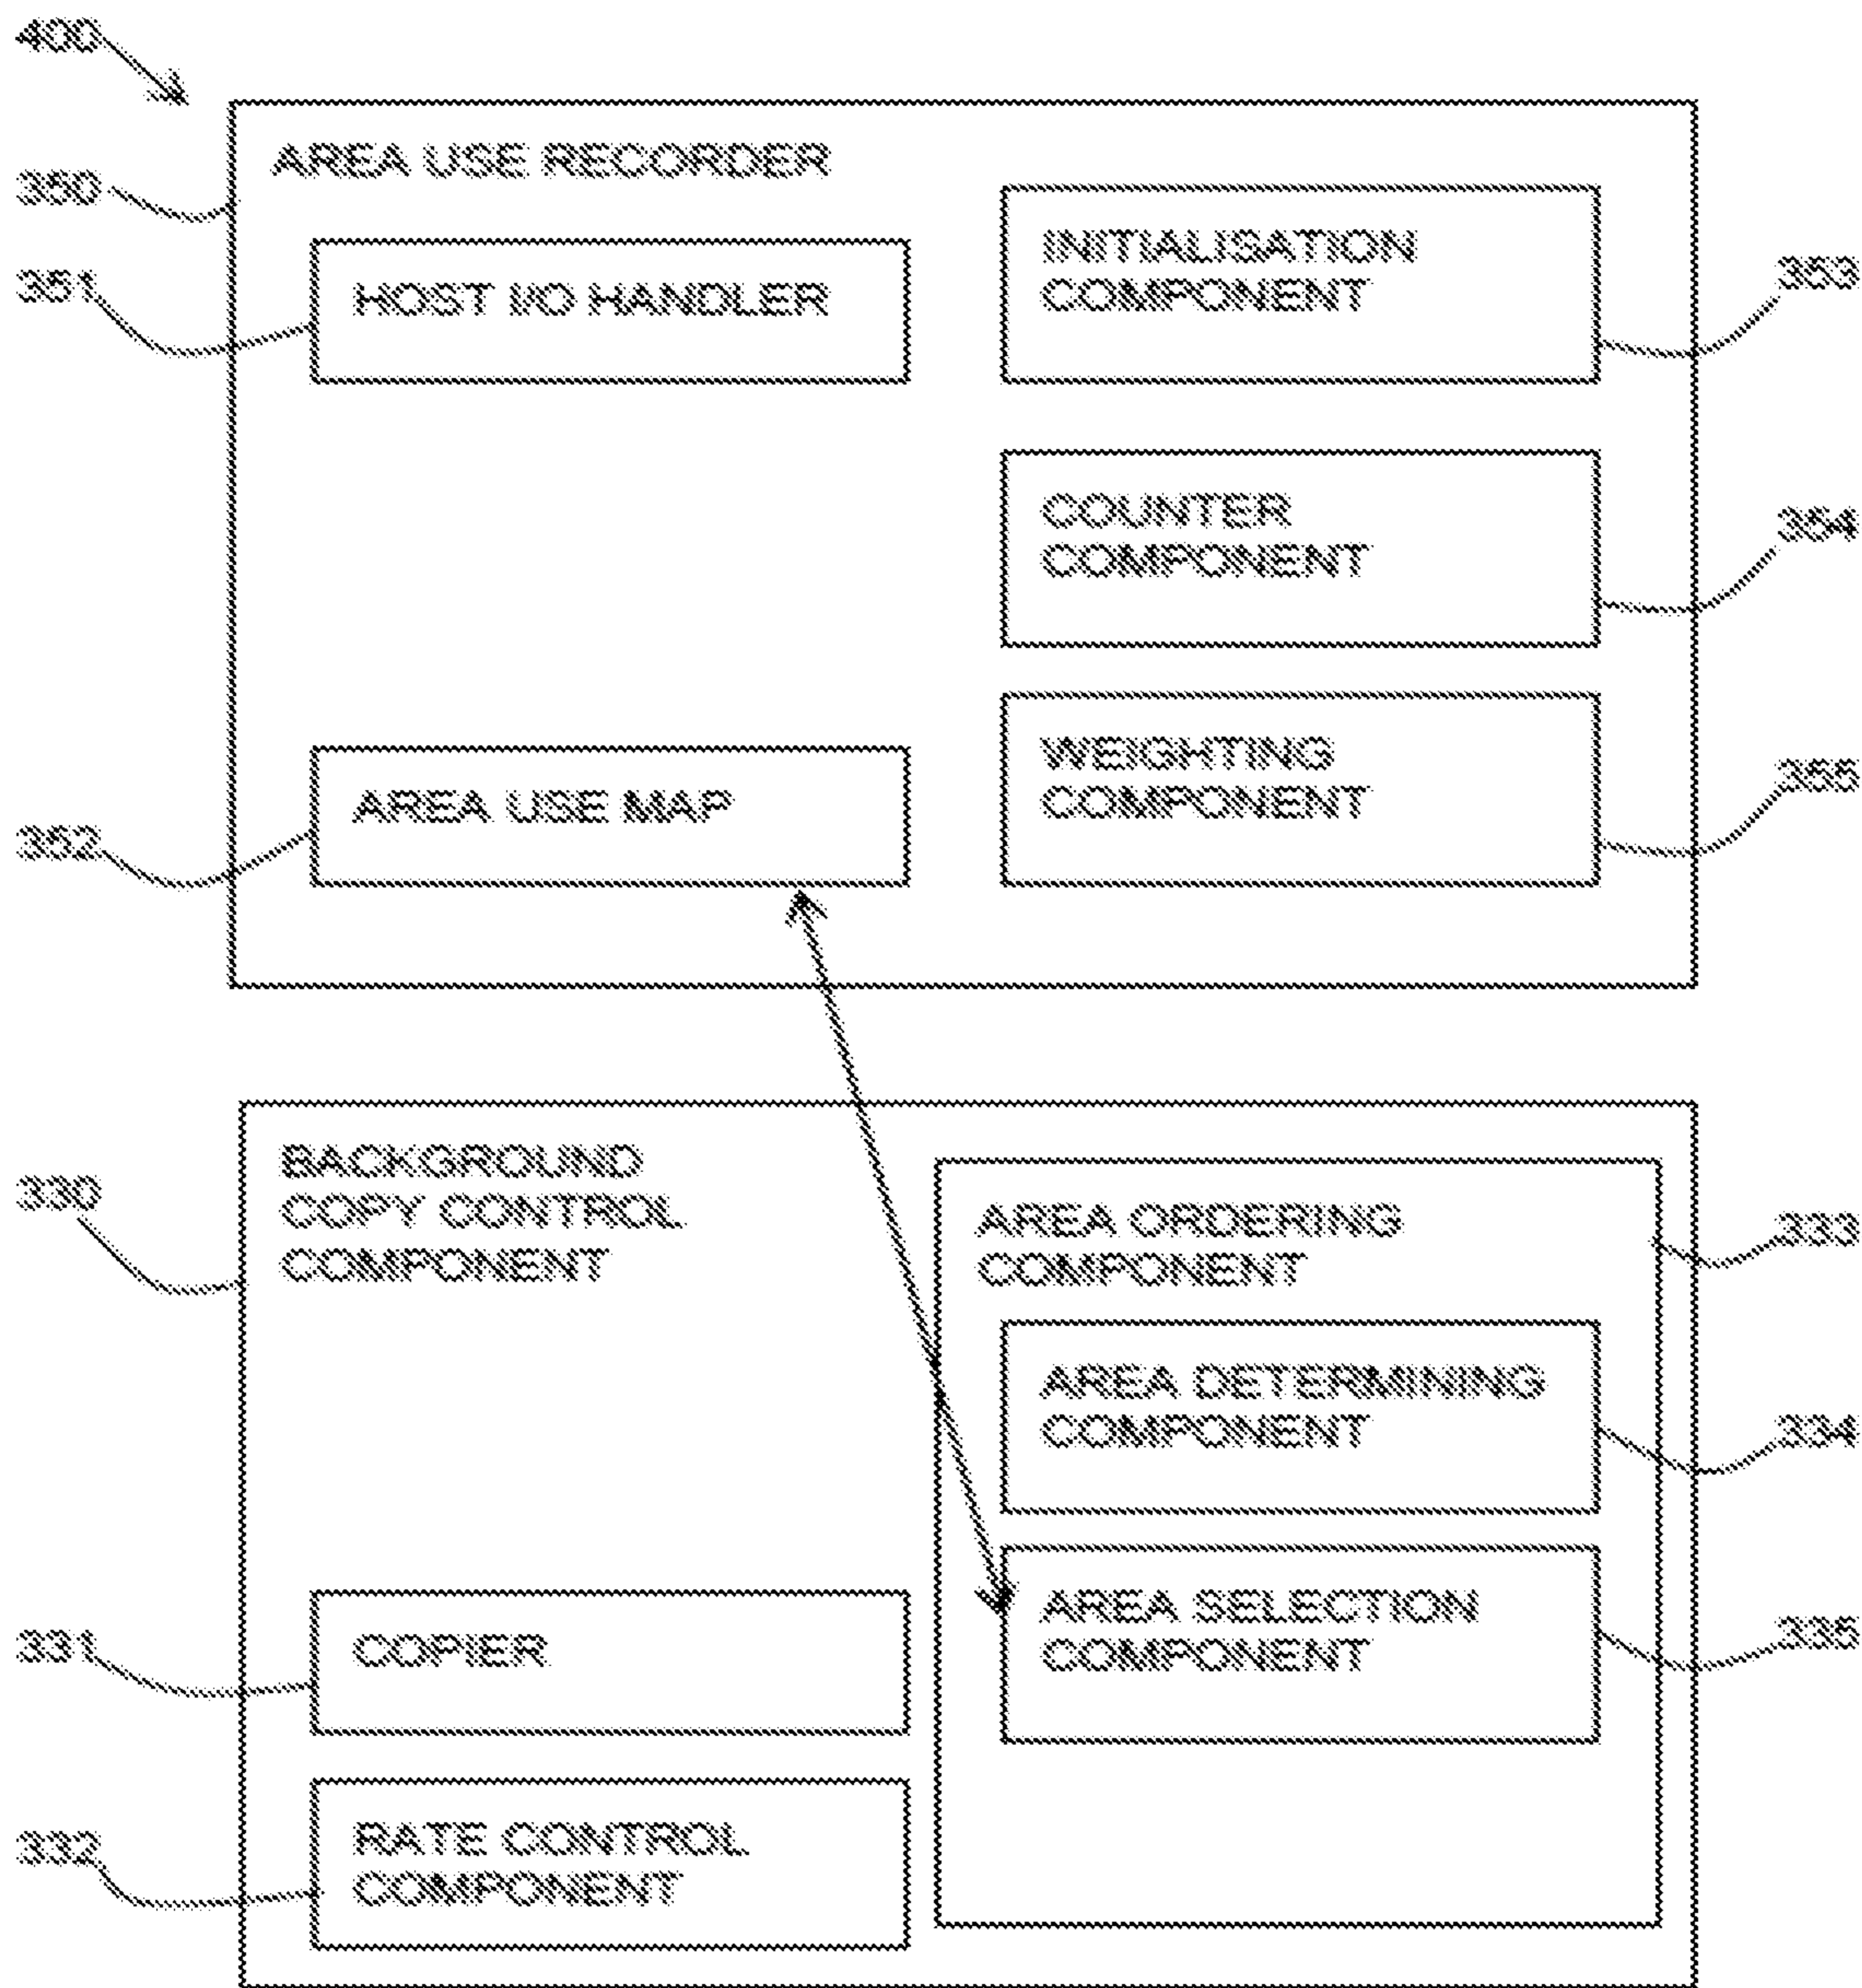 400
350
AREA USE RECORDER
351
HOST I/O HANDLER
INITIALISATION
COMPONENT
353
COUNTER
COMPONENT
354
352
AREA USE MAP
WEIGHTING
COMPONENT
355
330
BACKGROUND
COPY CONTROL
COMPONENT
AREA ORDERING
COMPONENT
333
AREA DETERMINING
COMPONENT
334
AREA SELECTION
COMPONENT
335
331
COPIER
332
RATE CONTROL
COMPONENT